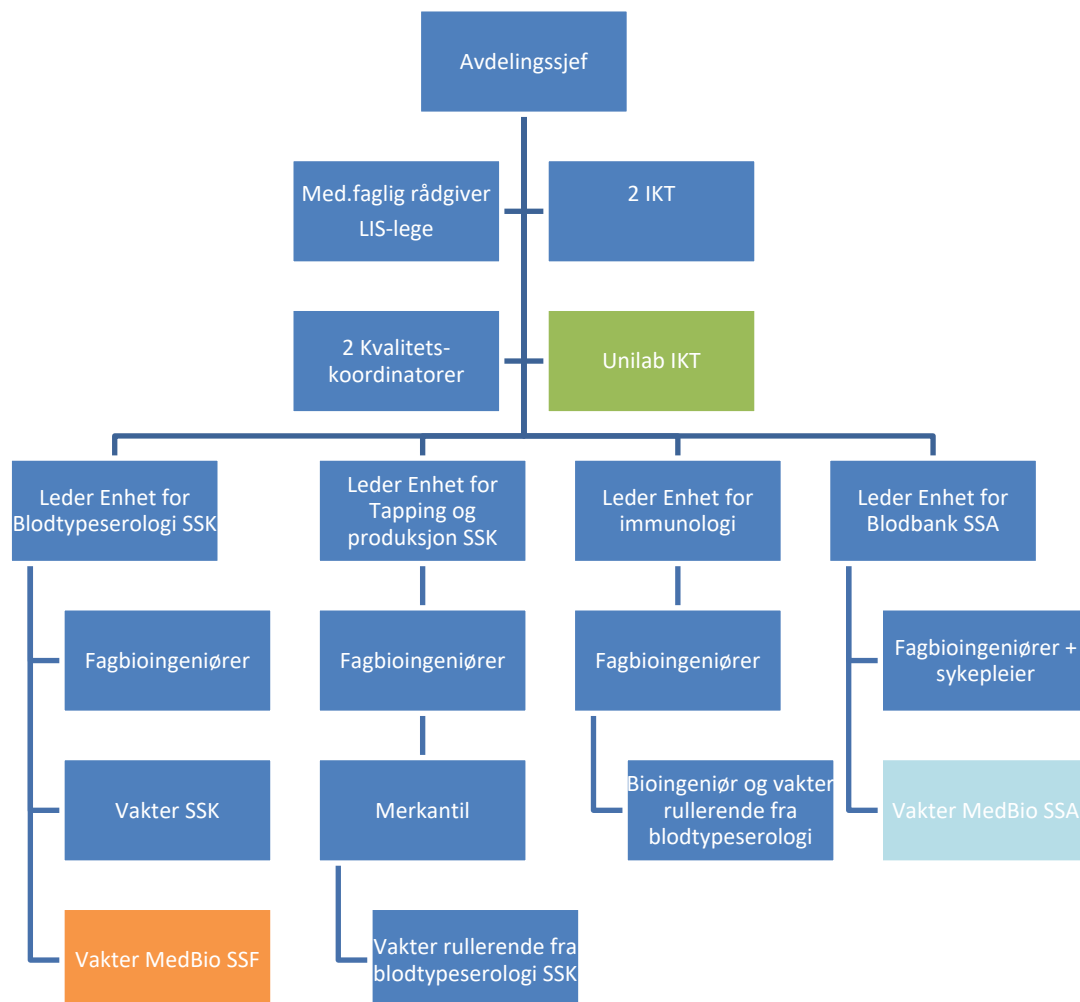 Avdelingssjef
Med.faglig rådgiver
LIS-lege
2 IKT
2 Kvalitets-
koordinatorer
Unilab IKT
Leder Enhet for
Blodtypeserologi SSK
Leder Enhet for
Tapping og
produksjon SSK
Leder Enhet for
immunologi
Leder Enhet for
Blodbank SSA
Fagbioingeniører
Fagbioingeniører
Fagbioingeniører
Fagbioingeniører +
sykepleier
Vakter SSK
Merkantil
Bioingeniør og vakter
rullerende fra
blodtypeserologi
Vakter MedBio SSA
Vakter MedBio SSF
Vakter rullerende fra
blodtypeserologi SSK